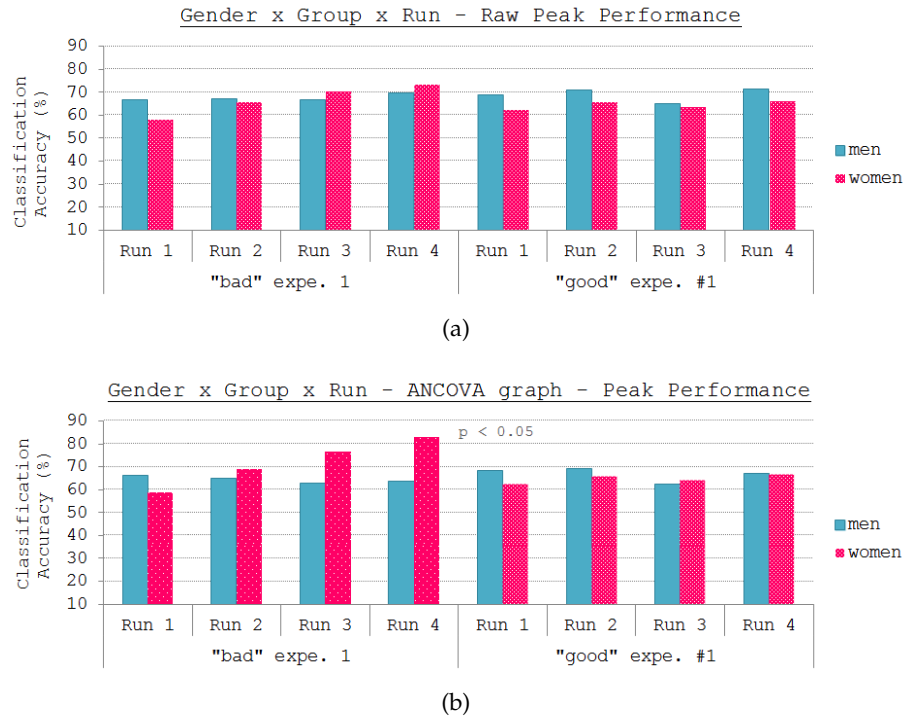 Gender x Group x Run - Raw Peak Performance
90
80
70
60
50
40
30
20
10
Classification
Accuracy (%)
men
women
Run 1 Run 2 Run 3 Run 4 Run 1 Run 2 Run 3 Run 4
"bad" expe. 1 "good" expe. #1
(a)
Gender x Group x Run - ANCOVA graph - Peak Performance
90
80
70
60
50
40
30
20
10
Classification
Accuracy (%)
p < 0.05
men
women
Run 1 Run 2 Run 3 Run 4 Run 1 Run 2 Run 3 Run 4
"bad" expe. 1 "good" expe. #1
(b)